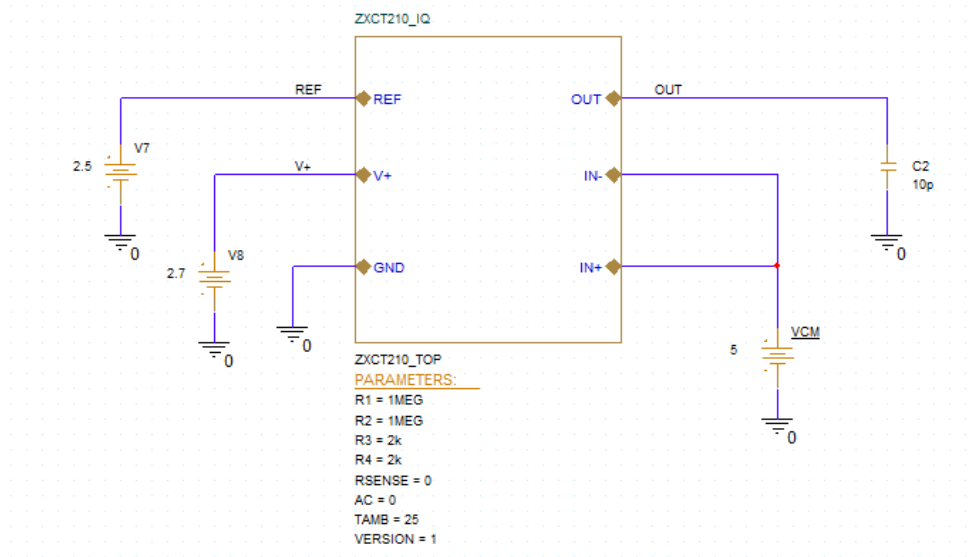 ZXCT210_IQ
REF
REF
OUT
OUT
V7
2.5
V+
V+
IN-
C2
10p
0
V8
2.7
GND
IN+
0
0
0
VCM
5
0
ZXCT210_TOP
PARAMETERS:
R1 = 1MEG
R2 = 1MEG
R3 = 2k
R4 = 2k
RSENSE = 0
AC = 0
TAMB = 25
VERSION = 1